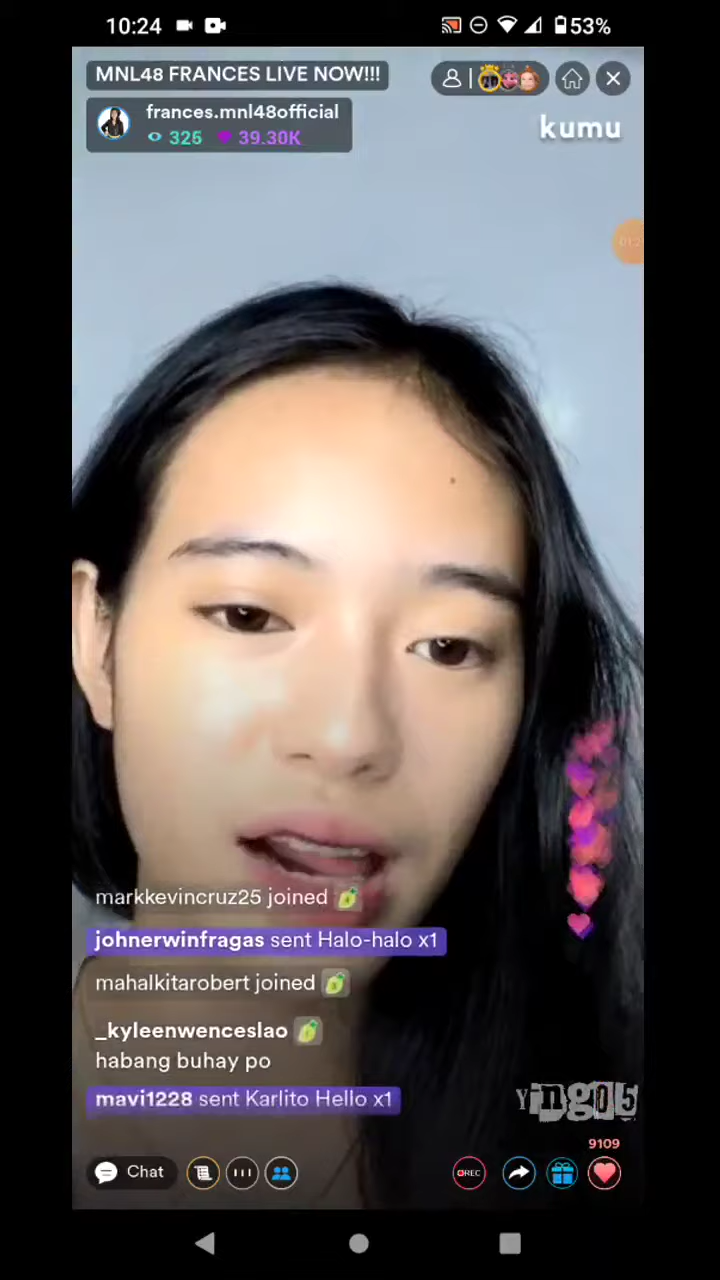 10:24
53%
MNL48 FRANCES LIVE NOW!!!
frances.mnl48official
325 39.30K
kumu
markkevincruz25 joined
johnerwinfragas sent Halo-halo x1
mahalkitarobert joined
_kyleenwenceslao
habang buhay po
mavi1228 sent Karlito Hello x1
Ying05
9109
Chat
REC